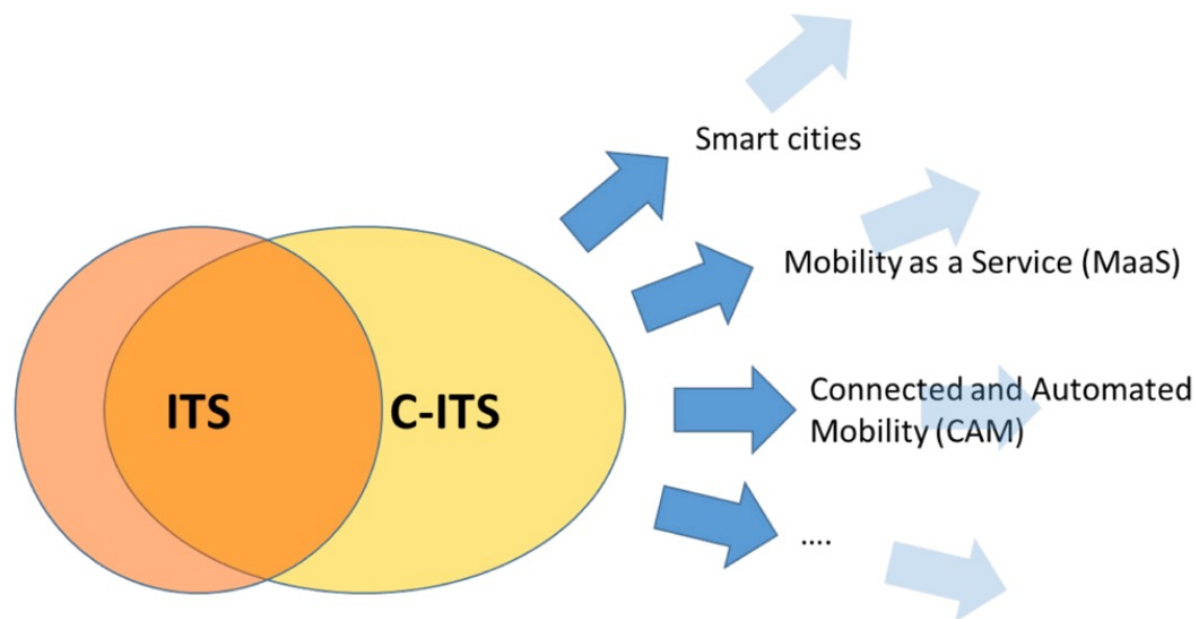 Smart cities
Mobility as a Service (MaaS)
ITS
C-ITS
Connected and Automated
Mobility (CAM)
....